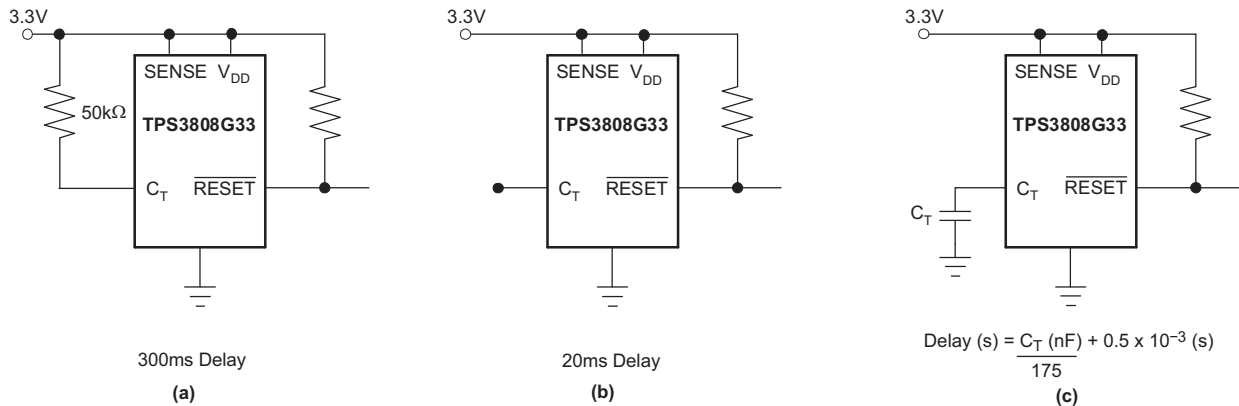 3.3V
SENSE V_DD
50kΩ
TPS3808G33
C_T
RESET
300ms Delay
(a)
3.3V
SENSE V_DD
TPS3808G33
C_T
RESET
20ms Delay
(b)
3.3V
SENSE V_DD
TPS3808G33
C_T
RESET
C_T
Delay (s) = C_T (nF) + 0.5 x 10⁻³ (s)
175
(c)